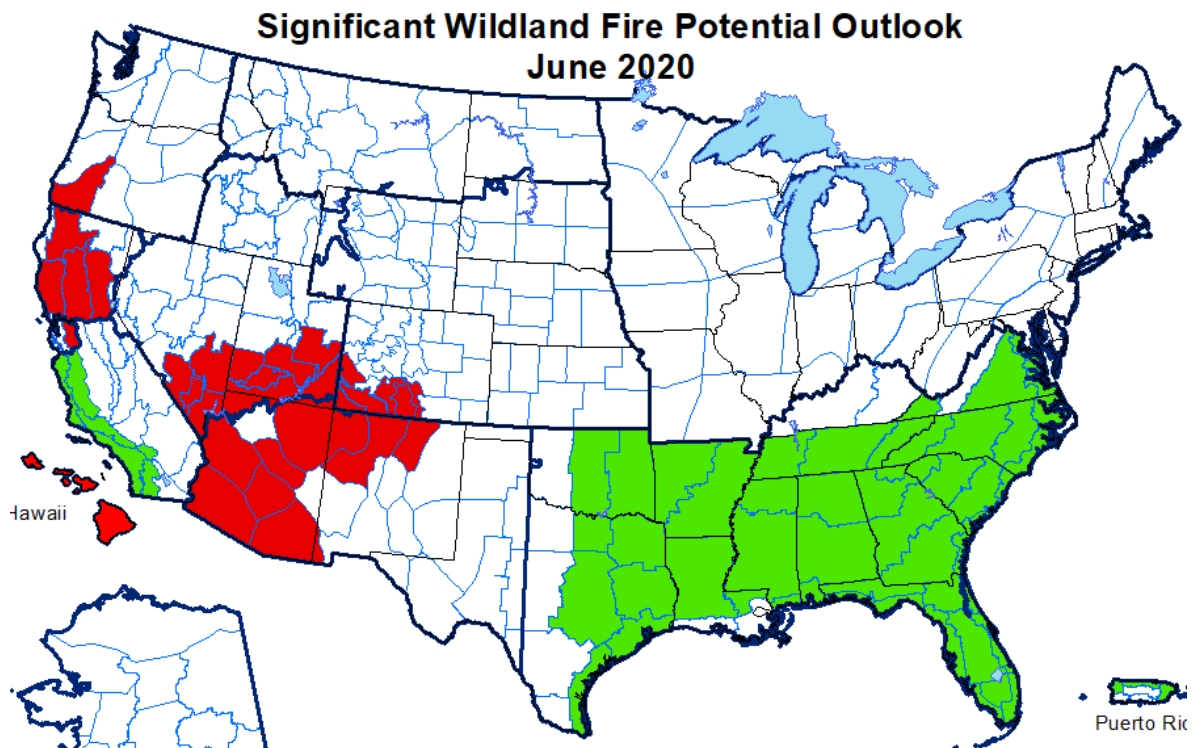 Significant Wildland Fire Potential Outlook
June 2020
Hawaii
Puerto Ric